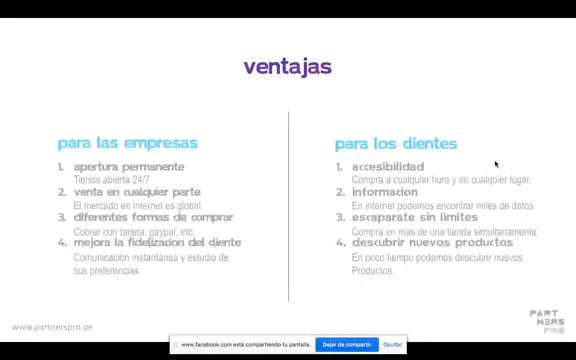 ventajas
para las empresas
1. apertura permanente
Tienda abierta 24/7
2. venta en cualquier parte
El mercado en internet es global
3. diferentes formas de comprar
Cobrar con tarjeta, paypal, etc.
4. mejora la fidelizacion del cliente
Comunicación instantánea y estudio de
sus preferencias
para los clientes
1. accesibilidad
Compra a cualquier hora y en cualquier lugar.
2. informacion
En internet podemos encontrar miles de datos
3. escaparate sin limites
Compra en mas de una tienda simultaneamente.
4. descubrir nuevos productos
En poco tiempo podemos descubrir nuevos
Productos.
www.partnerspro.pe
PART
NERS
PRO
www.facebook.com está compartiendo tu pantalla.
Dejar de compartir
Ocultar